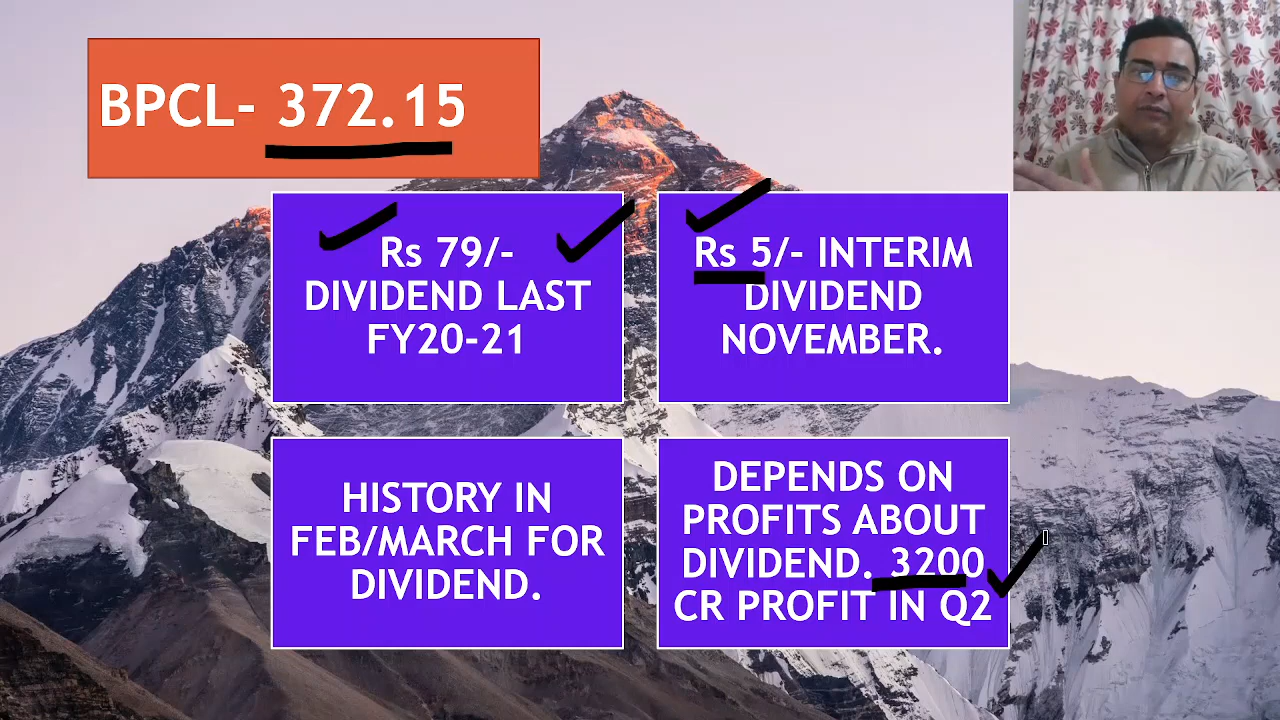 BPCL- 372.15
Rs 79/-
DIVIDEND LAST
FY20-21
Rs 5/- INTERIM
DIVIDEND
NOVEMBER.
HISTORY IN
FEB/MARCH FOR
DIVIDEND.
DEPENDS ON
PROFITS ABOUT
DIVIDEND. 3200
CR PROFIT IN Q2